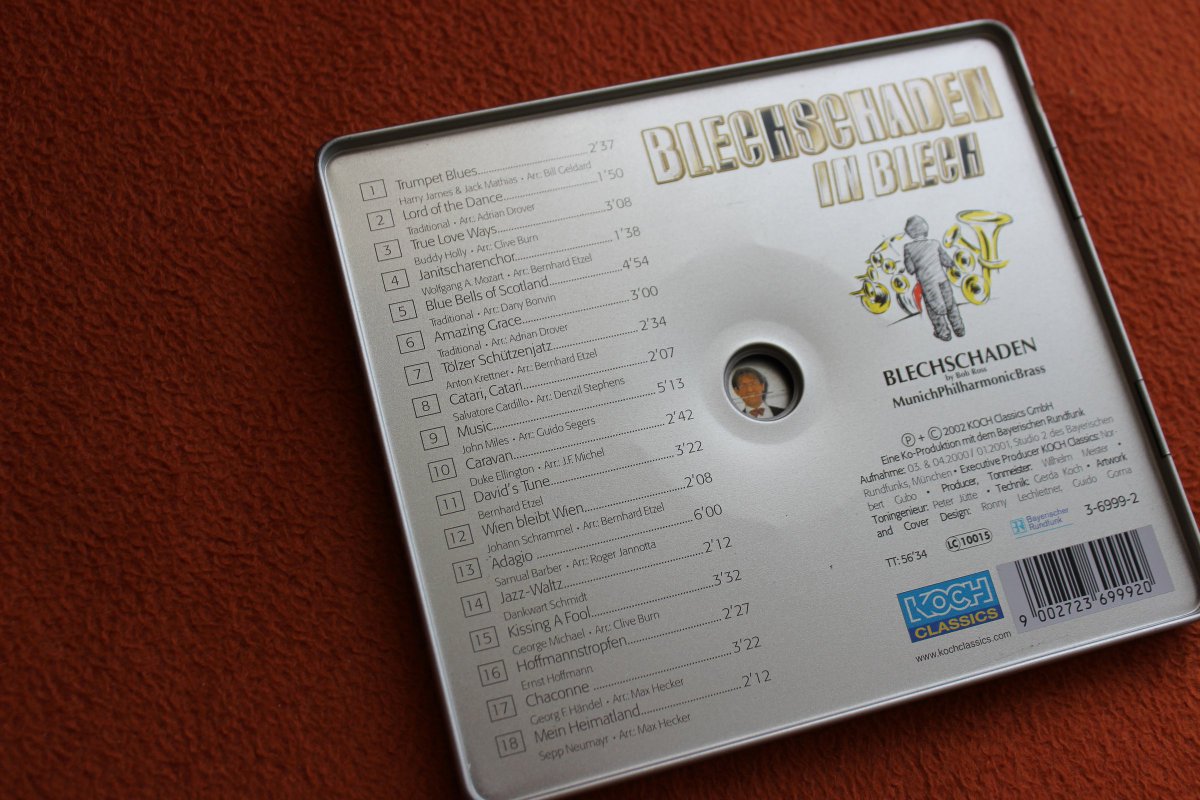 1 Trumpet Blues 2'37
Harry James & Jack Mathias • Arr.: Bill Geldard
2 Lord of the Dance 1'50
Traditional • Arr.: Adrian Drover
3 True Love Ways 3'08
Buddy Holly • Arr.: Clive Burn
4 Janitscharenchor 1'38
Wolfgang A. Mozart • Arr.: Bernhard Etzel
5 Blue Bells of Scotland 4'54
Traditional • Arr.: Dany Bonvin
6 Amazing Grace 3'00
Traditional • Arr.: Adrian Drover
7 Tölzer Schützenjatz 2'34
Anton Krettner • Arr.: Bernhard Etzel
8 Catari, Catari 2'07
Salvatore Cardillo • Arr.: Denzil Stephens
9 Music 5'13
John Miles • Arr.: Guido Segers
10 Caravan 2'42
Duke Ellington • Arr.: J.F. Michel
11 David's Tune 3'22
Bernhard Etzel
12 Wien bleibt Wien 2'08
Johann Schrammel • Arr.: Bernhard Etzel
13 Adagio 6'00
Samual Barber • Arr.: Roger Jannotta
14 Jazz-Waltz 2'12
Dankwart Schmidt
15 Kissing A Fool 3'32
George Michael • Arr.: Clive Burn
16 Hoffmannstropfen 2'27
Ernst Hoffmann
17 Chaconne 3'22
Georg F. Händel • Arr.: Max Hecker
18 Mein Heimatland 2'12
Sepp Neumayr • Arr.: Max Hecker
BLECHSCHADEN
IN BLECH
BLECHSCHADEN
by Bob Ross
MunichPhilharmonicBrass
Ⓟ + © 2002 KOCH Classics GmbH
Eine Ko-Produktion mit dem Bayerischen Rundfunk
Aufnahme: 03. & 04.2000 / 01.2001, Studio 2 des Bayerischen
Rundfunks, München • Executive Producer KOCH Classics: Nor-
bert Gubo • Producer, Tonmeister: Wilhelm Meister •
Toningenieur: Peter Jütte • Technik: Gerda Koch • Artwork
and Cover Design: Ronny Lechleitner, Guido Gorna
TT: 56'34
LC 10015
BR Bayerischer
Rundfunk
3-6999-2
KOCH
CLASSICS
www.kochclassics.com
9 002723 699920